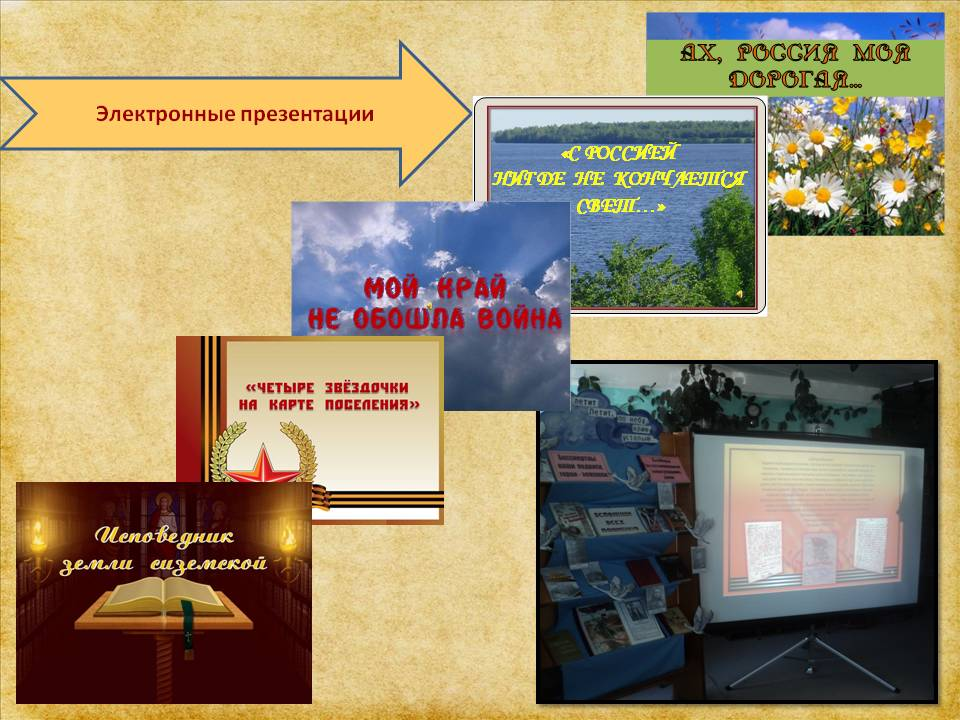 Электронные презентации
АХ, РОССИЯ МОЯ
ДОРОГАЯ...
«С РОССИЕЙ
НИГДЕ НЕ КОНЧАЕТСЯ
СВЕТ...»
МОЙ КРАЙ
НЕ ОБОШЛА ВОЙНА
«ЧЕТЫРЕ ЗВЁЗДОЧКИ
НА КАРТЕ ПОСЕЛЕНИЯ»
Исповедник
земли сиземской
летит